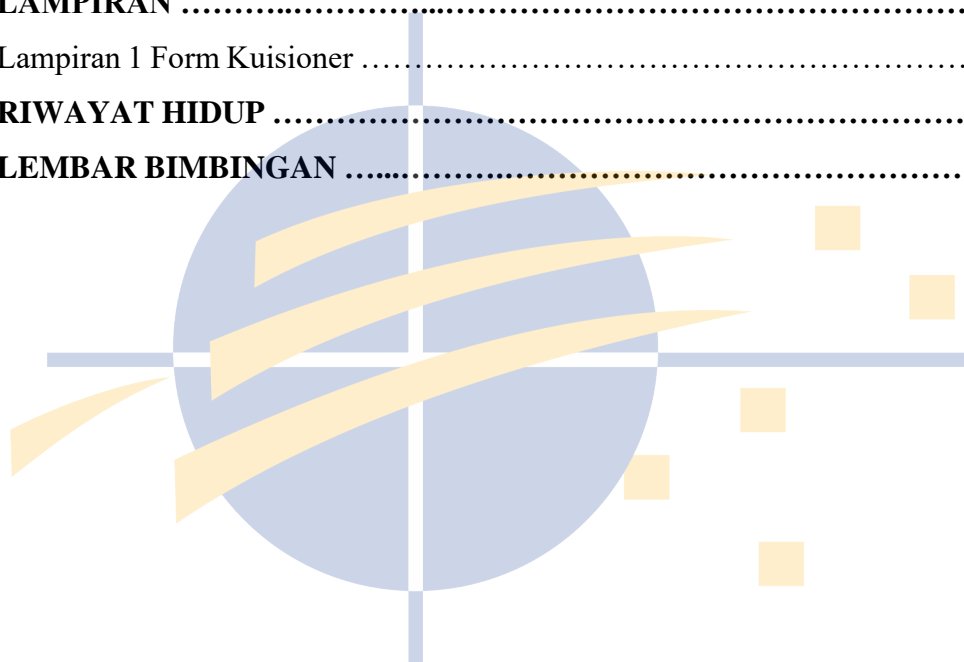 LAMPIRAN ……………………………………………………………
Lampiran 1 Form Kuisioner ……………………………………………
RIWAYAT HIDUP ………………………………………………………
LEMBAR BIMBINGAN …………………………………………………